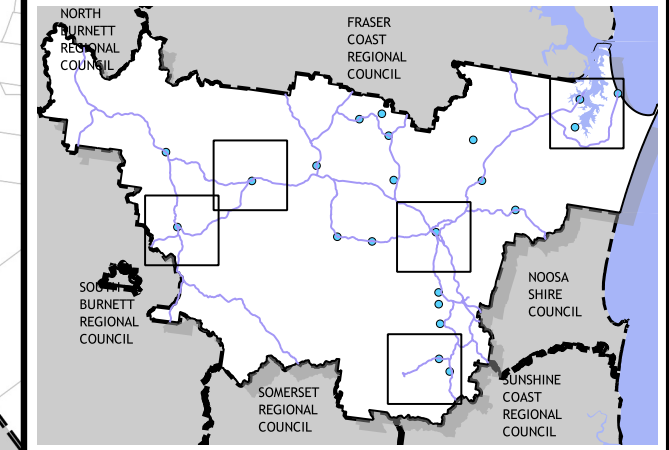 NORTH
BURNETT
REGIONAL
COUNCIL
FRASER
COAST
REGIONAL
COUNCIL
SOUTH
BURNETT
REGIONAL
COUNCIL
NOOSA
SHIRE
COUNCIL
SOMERSET
REGIONAL
COUNCIL
SUNSHINE
COAST
REGIONAL
COUNCIL